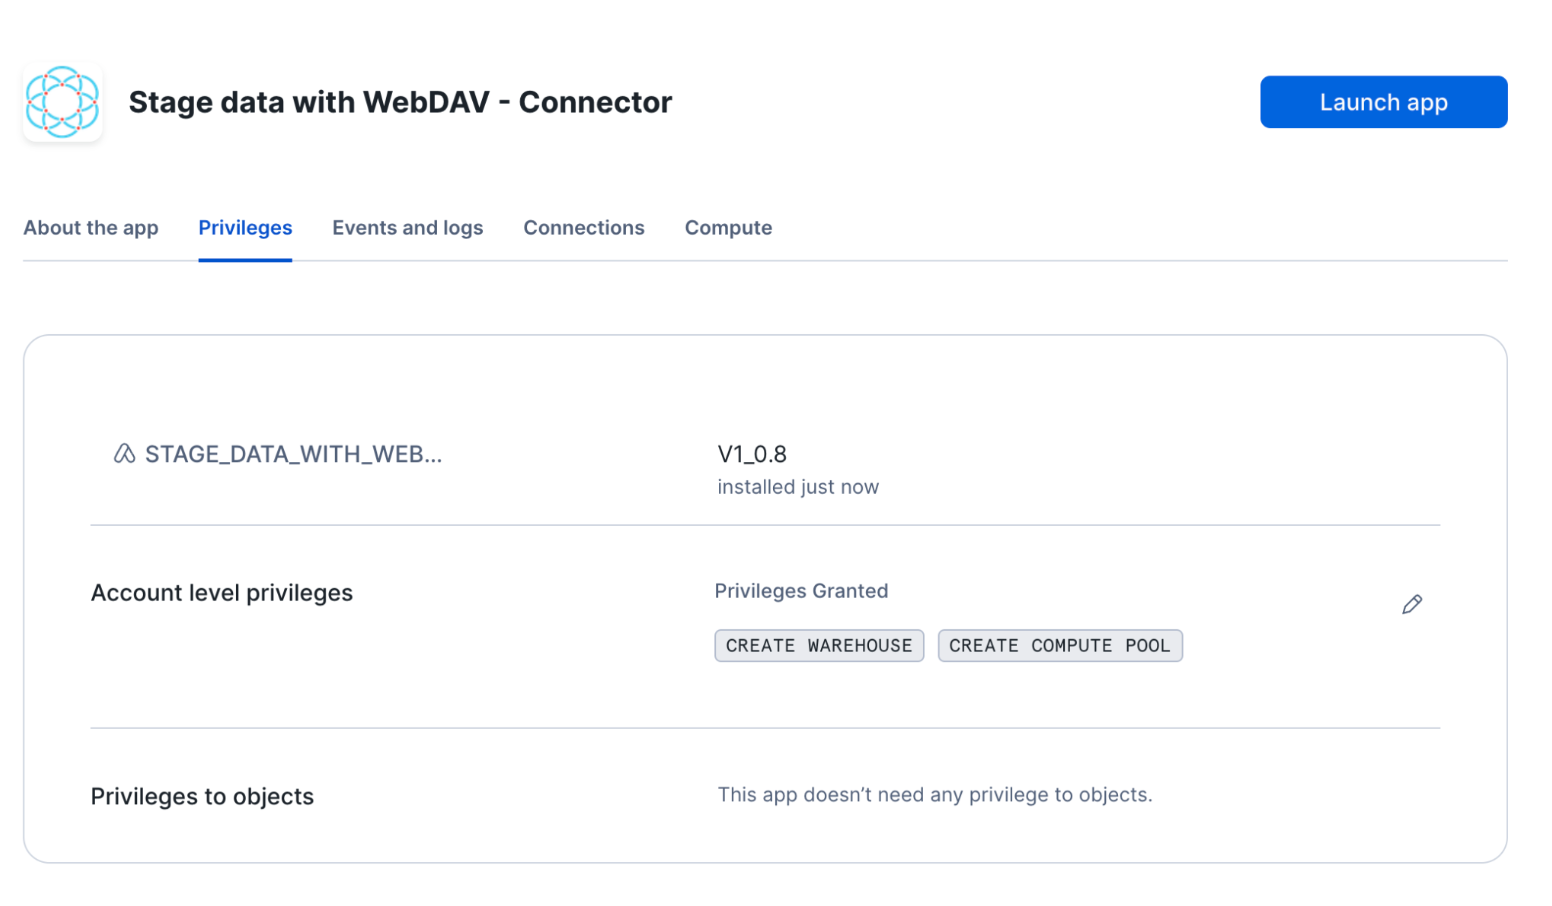 Stage data with WebDAV - Connector
Launch app
About the app
Privileges
Events and logs
Connections
Compute
STAGE_DATA_WITH_WEB...
V1_0.8
installed just now
Account level privileges
Privileges Granted
CREATE WAREHOUSE
CREATE COMPUTE POOL
Privileges to objects
This app doesn’t need any privilege to objects.